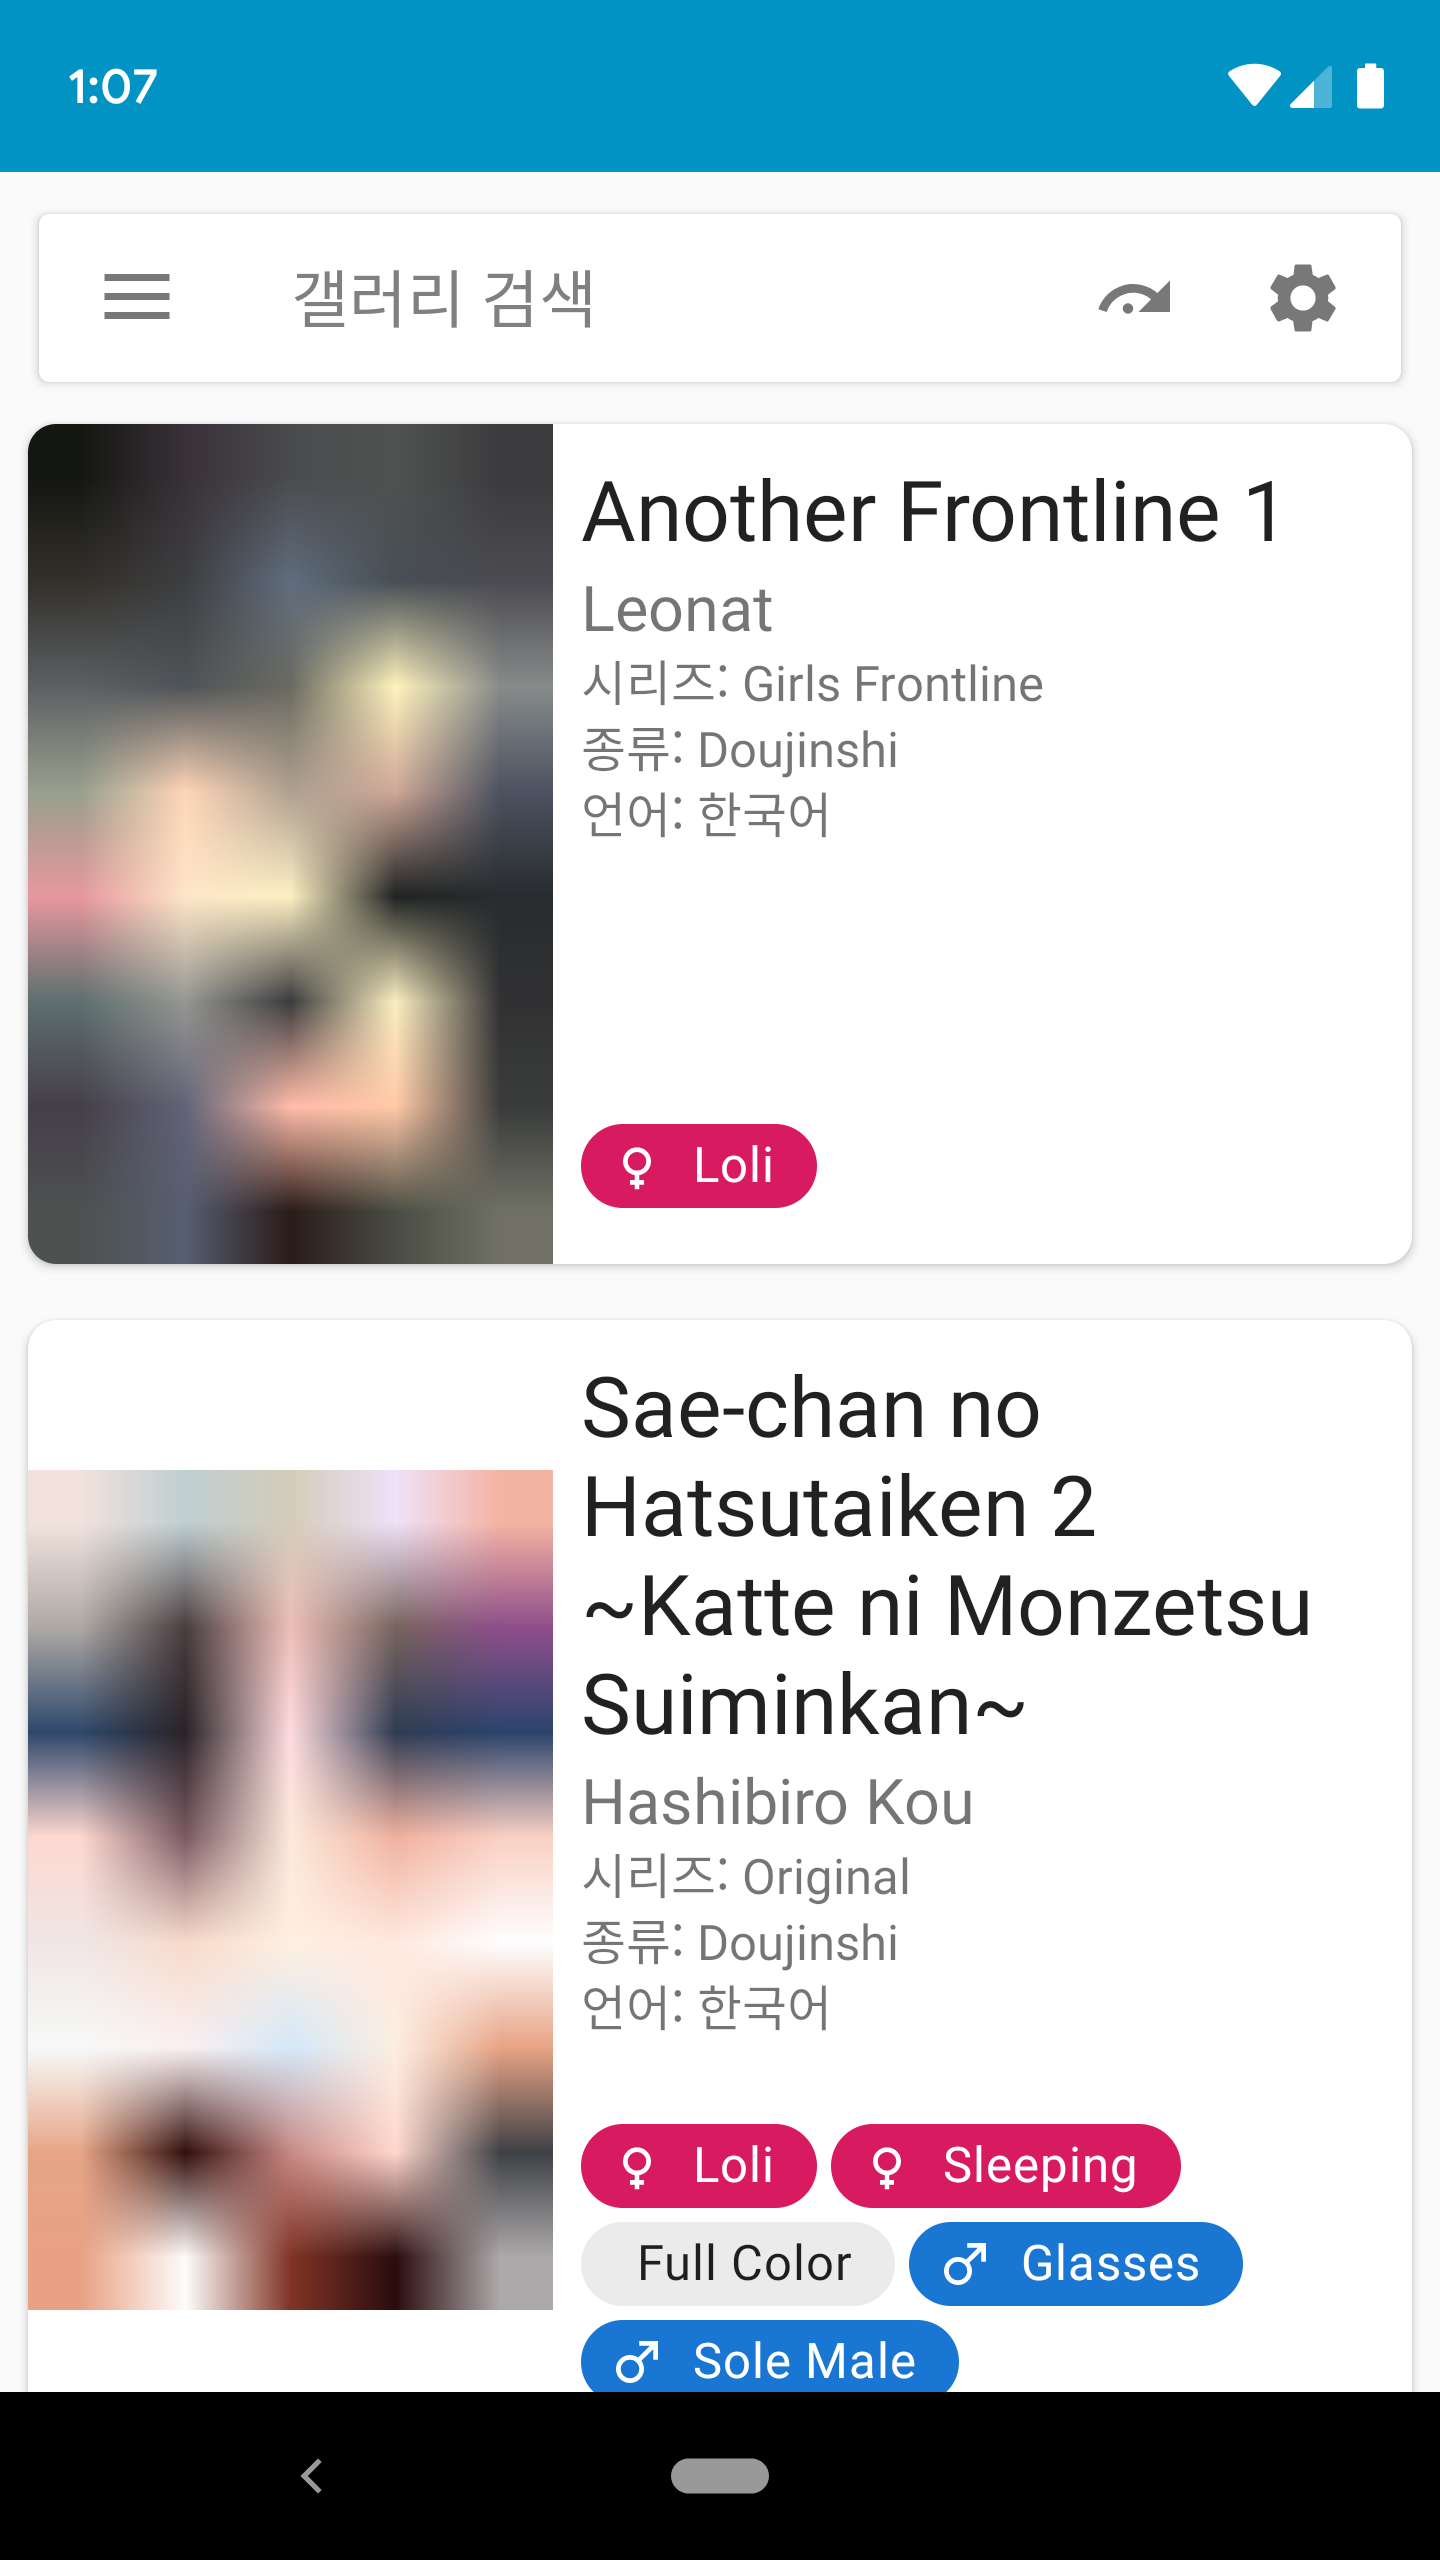 1:07
갤러리 검색
Another Frontline 1
Leonat
시리즈: Girls Frontline
종류: Doujinshi
언어: 한국어
Loli
Sae-chan no
Hatsutaiken 2
~Katte ni Monzetsu
Suiminkan~
Hashibiro Kou
시리즈: Original
종류: Doujinshi
언어: 한국어
Loli Sleeping
Full Color Glasses
Sole Male